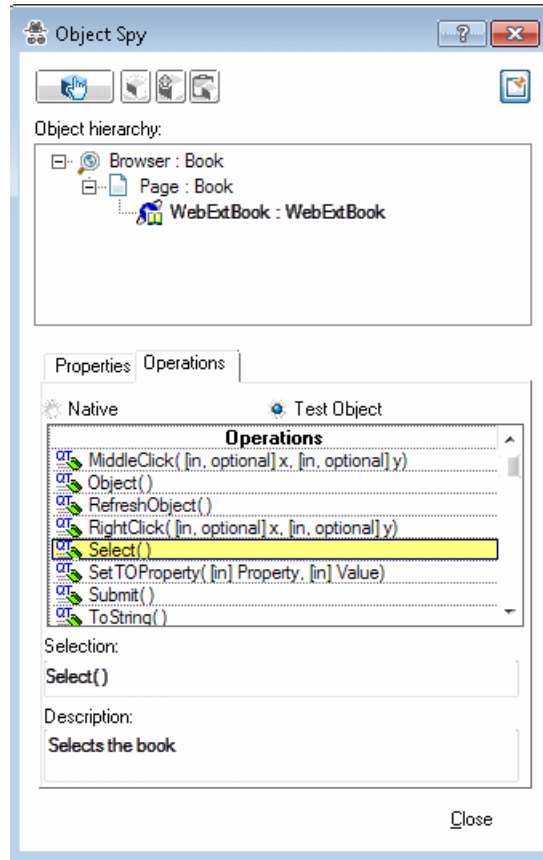 Object Spy
?
Object hierarchy:
Browser : Book
Page : Book
WebExtBook : WebExtBook
Properties Operations
Native Test Object
Operations
MiddleClick( [in, optional] x, [in, optional] y)
Object( )
RefreshObject( )
RightClick( [in, optional] x, [in, optional] y)
Select( )
SetTOProperty( [in] Property, [in] Value)
Submit( )
ToString( )
Selection:
Select( )
Description:
Selects the book
Close